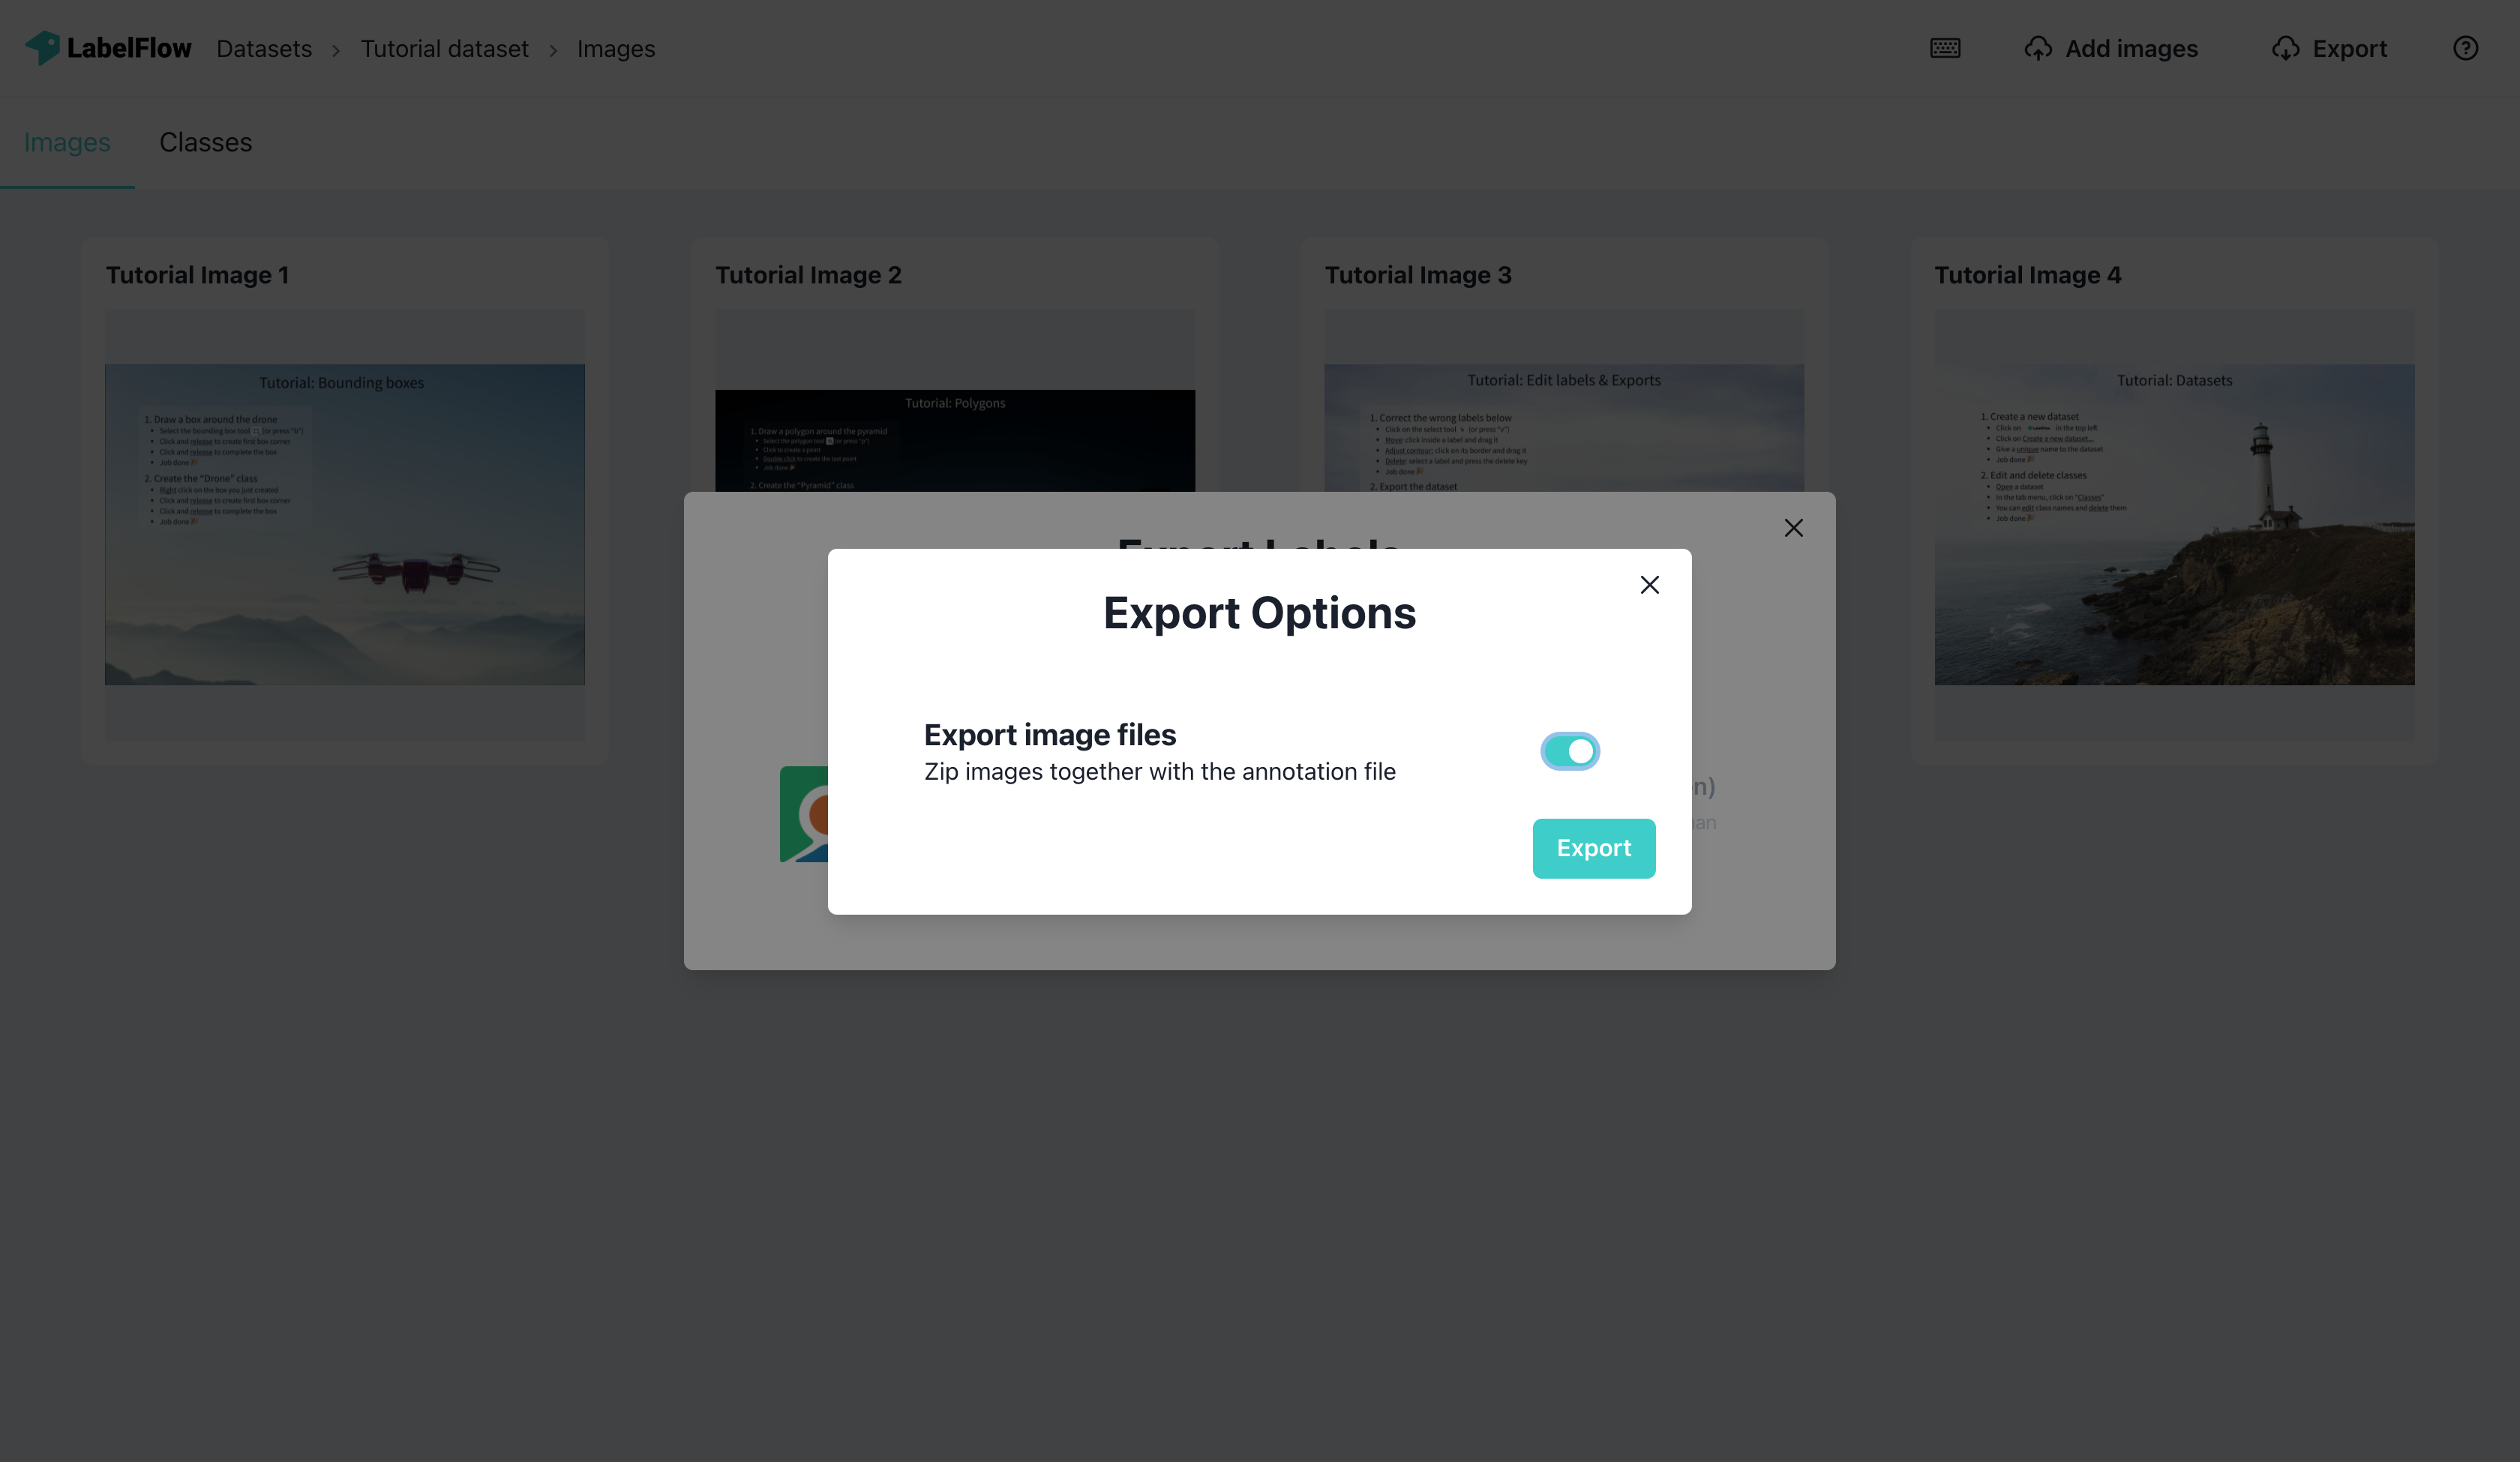 LabelFlow Datasets > Tutorial dataset > Images Add images Export
Images Classes
Tutorial Image 1
Tutorial: Bounding boxes
1. Draw a box around the drone
• Select the bounding box tool (or press "b")
• Click and release to create first box corner
• Click and release to complete the box
• Job done
2. Create the "Drone" class
• Right click on the box you just created
• Click and release to create first box corner
• Click and release to complete the box
• Job done
Tutorial Image 2
Tutorial: Polygons
1. Draw a polygon around the pyramid
• Select the polygon tool (or press "p")
• Click to create a point
• Double click to create the last point
• Job done
2. Create the "Pyramid" class
Tutorial Image 3
Tutorial: Edit labels & Exports
1. Correct the wrong labels below
• Click on the select tool (or press "v")
• Move: click inside a label and drag it
• Adjust contour: click on its border and drag it
• Delete: select a label and press the delete key
• Job done
2. Export the dataset
Tutorial Image 4
Tutorial: Datasets
1. Create a new dataset
• Click on LabelFlow in the top left
• Click on Create a new dataset...
• Give a unique name to the dataset
• Job done
2. Edit and delete classes
• Open a dataset
• In the tab menu, click on "Classes"
• You can edit class names and delete them
• Job done
Export Labels
Export Options
Export image files
Zip images together with the annotation file
Export